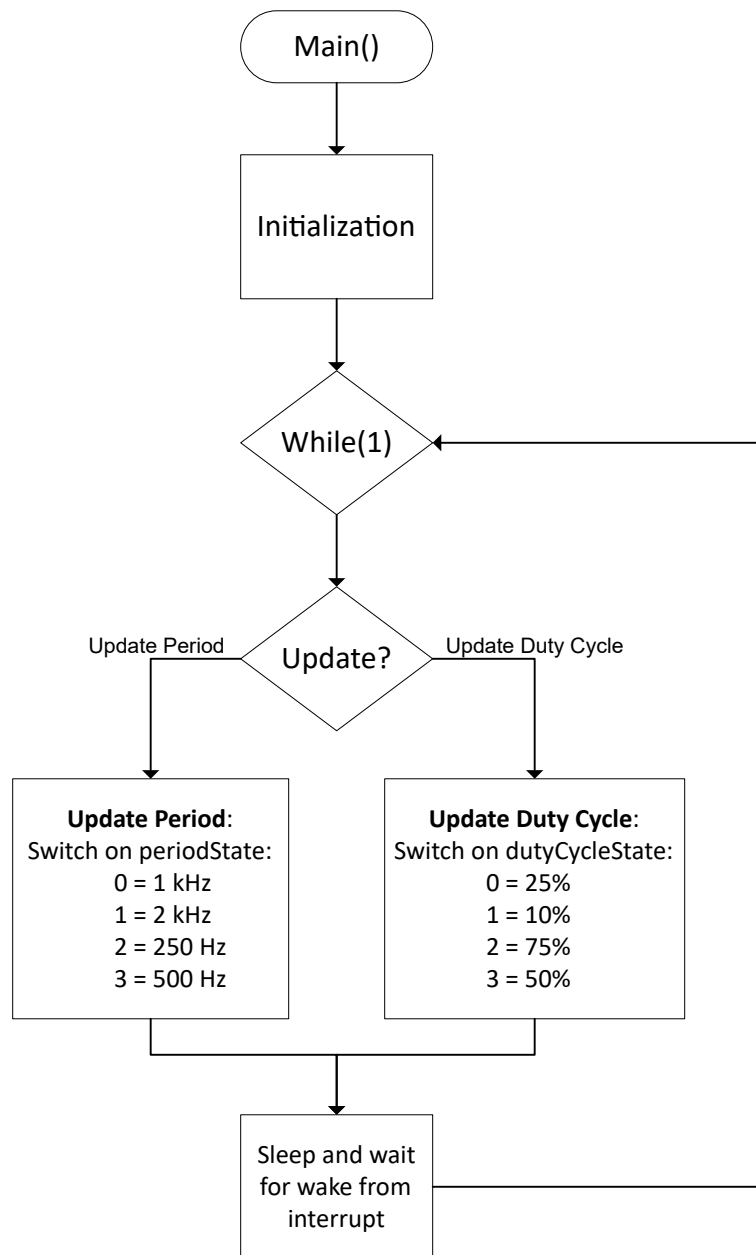 Main()
Initialization
While(1)
Update?
Update Period
Update Duty Cycle
Update Period:
Switch on periodState:
0 = 1 kHz
1 = 2 kHz
2 = 250 Hz
3 = 500 Hz
Update Duty Cycle:
Switch on dutyCycleState:
0 = 25%
1 = 10%
2 = 75%
3 = 50%
Sleep and wait
for wake from
interrupt